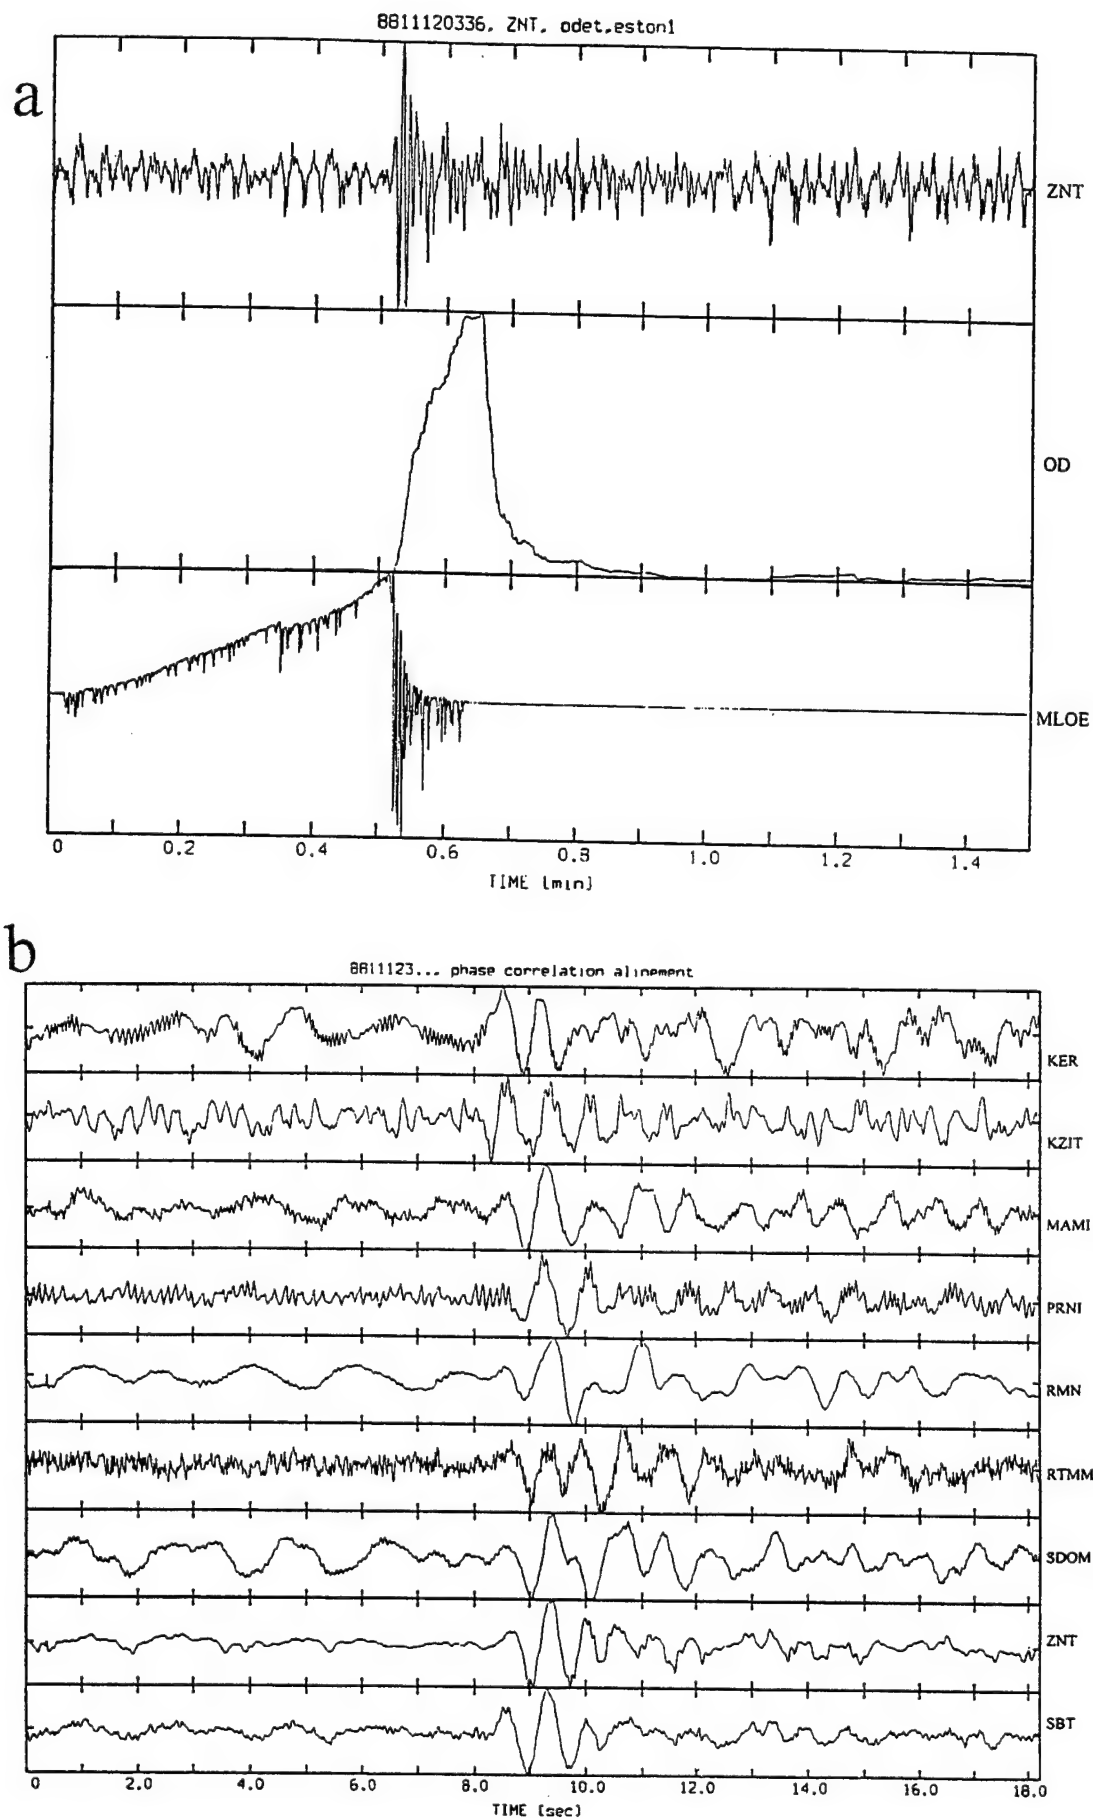 8811120336. ZNT. odet.eston1
a
ZNT
OD
MLOE
0 0.2 0.4 0.6 0.8 1.0 1.2 1.4
TIME [min]
b
8811123... phase correlation alinement
KER
KZIT
MAMI
PRNI
RMN
RTMM
SDOM
ZNT
SBT
0 2.0 4.0 6.0 8.0 10.0 12.0 14.0 16.0 18.0
TIME [sec]